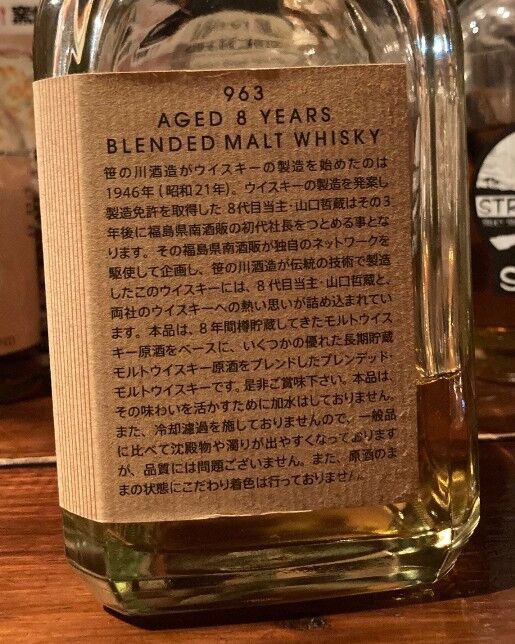 963
AGED 8 YEARS
BLENDED MALT WHISKY
笹の川酒造がウイスキーの製造を始めたのは
1946年(昭和21年)。ウイスキーの製造を発案し
製造免許を取得した 8代目当主・山口哲蔵はその3
年後に福島県南酒販の初代社長をつとめる事とな
ります。その福島県南酒販が独自のネットワークを
駆使して企画し、笹の川酒造が伝統の技術で製造
したこのウイスキーには、8代目当主・山口哲蔵と、
両社のウイスキーへの熱い思いが詰め込まれてい
ます。本品は、8年間樽貯蔵してきたモルトウイス
キー原酒をベースに、いくつかの優れた長期貯蔵
モルトウイスキー原酒をブレンドしたブレンデッド・
モルトウイスキーです。是非ご賞味下さい。本品は、
その味わいを活かすために加水はしておりません。
また、冷却濾過を施しておりませんので、一般品
に比べて沈殿物や濁りが出やすくなっております
が、品質には問題ございません。また、原酒のま
まの状態にこだわり着色は行っておりません。